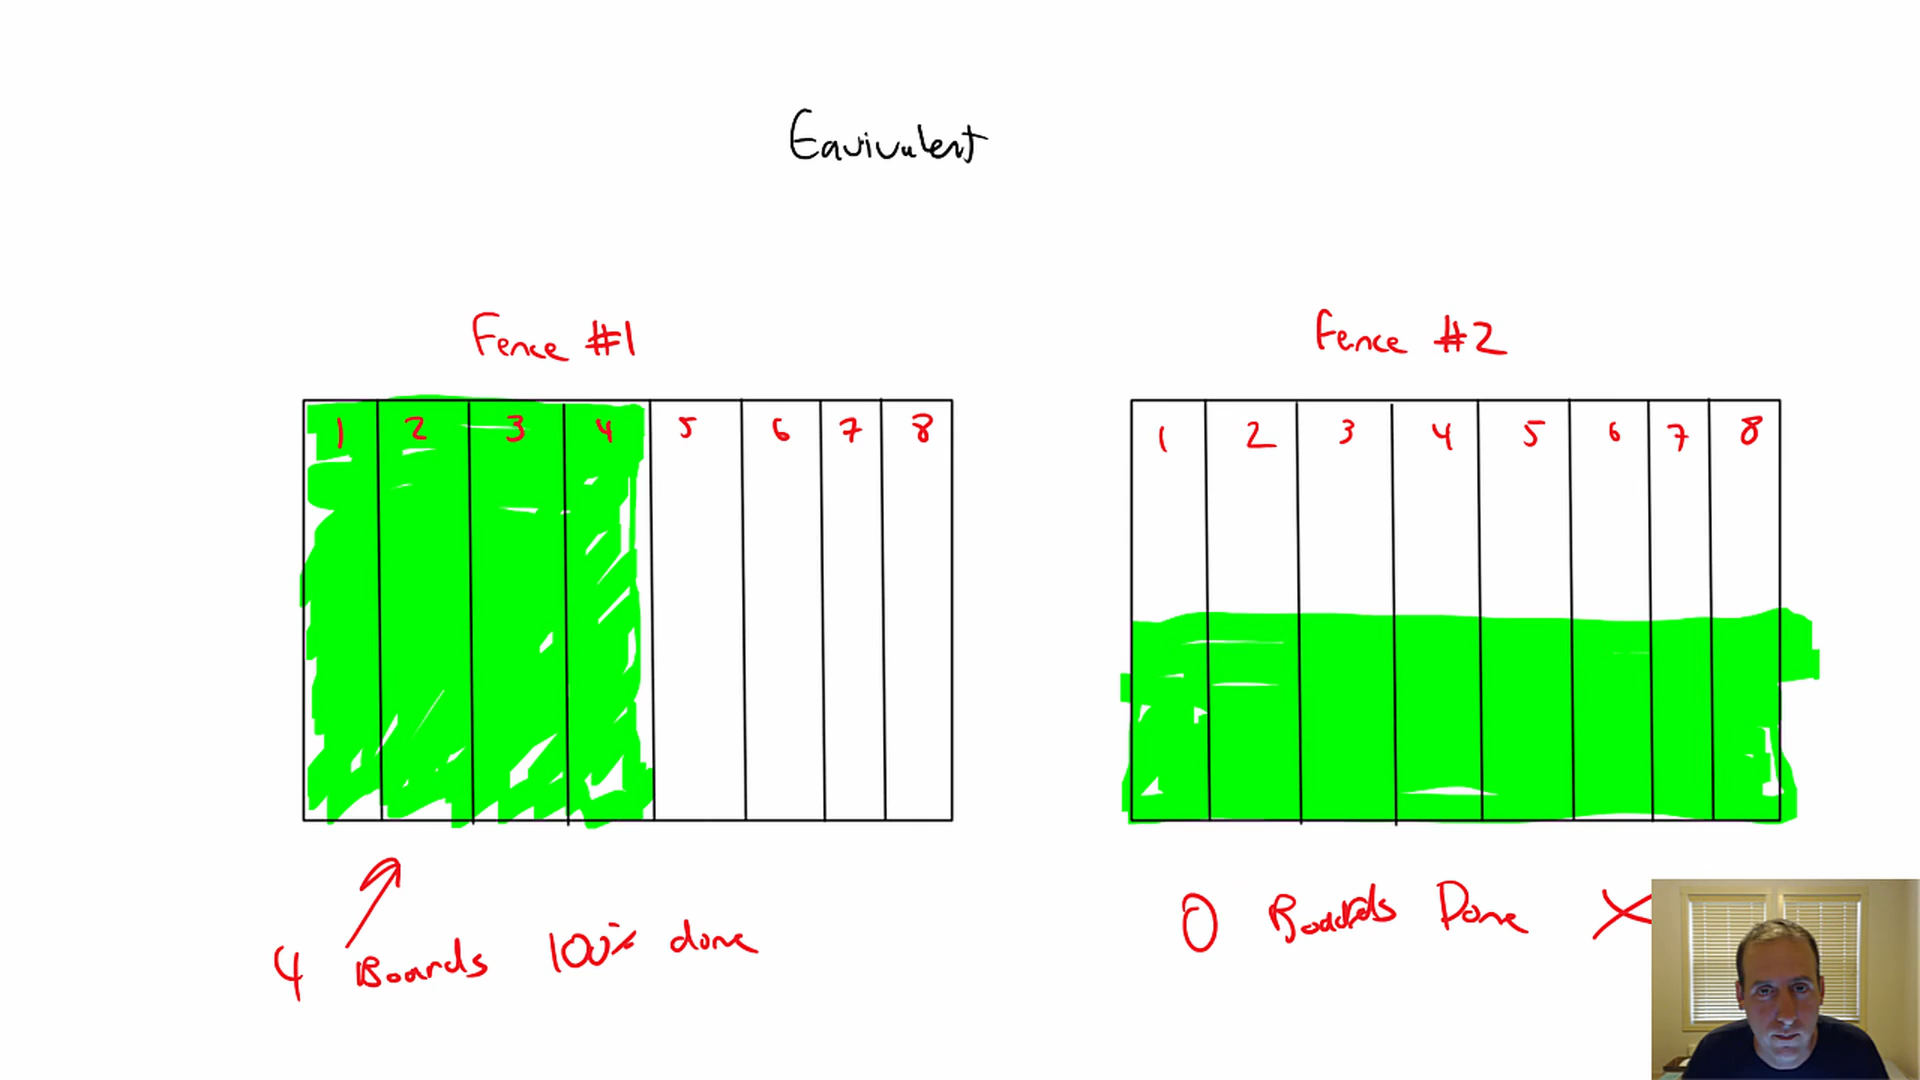 Equivalent
Fence #1
Fence #2
1 2 3 4 5 6 7 8
1 2 3 4 5 6 7 8
4 Boards 100% done
0 Boards Done X